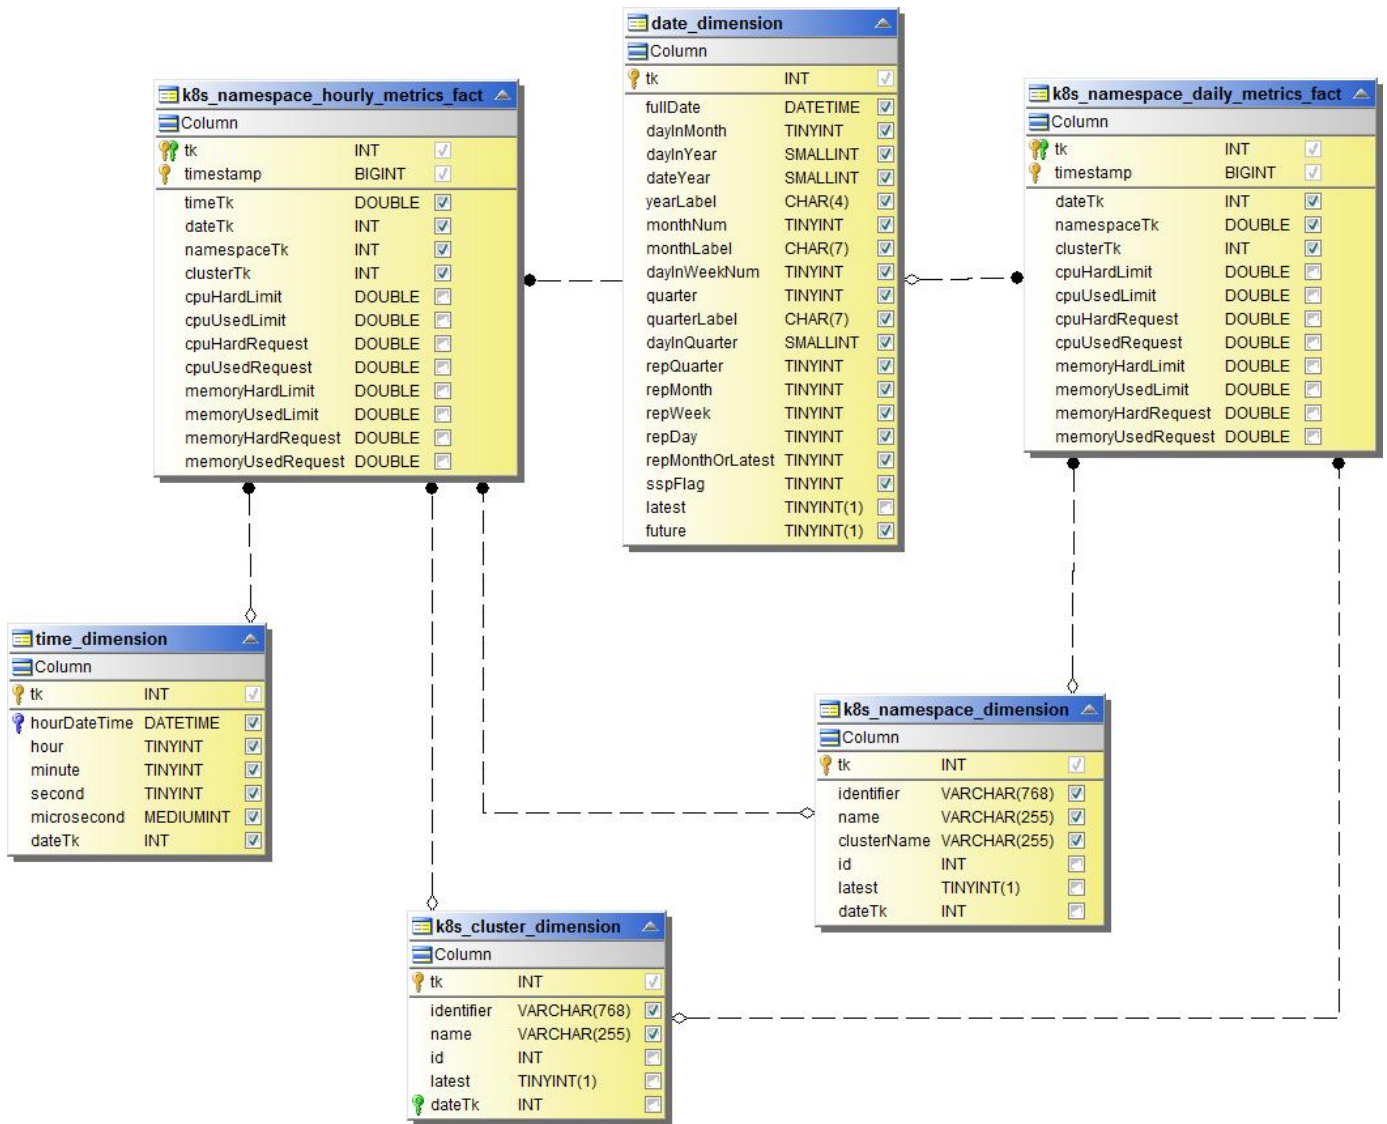 date_dimension
Column
tk INT
fullDate DATETIME
dayInMonth TINYINT
dayInYear SMALLINT
dateYear SMALLINT
yearLabel CHAR(4)
monthNum TINYINT
monthLabel CHAR(7)
dayInWeekNum TINYINT
quarter TINYINT
quarterLabel CHAR(7)
dayInQuarter SMALLINT
repQuarter TINYINT
repMonth TINYINT
repWeek TINYINT
repDay TINYINT
repMonthOrLatest TINYINT
sspFlag TINYINT
latest TINYINT(1)
future TINYINT(1)
k8s_namespace_hourly_metrics_fact
Column
tk INT
timestamp BIGINT
timeTk DOUBLE
dateTk INT
namespaceTk INT
clusterTk INT
cpuHardLimit DOUBLE
cpuUsedLimit DOUBLE
cpuHardRequest DOUBLE
cpuUsedRequest DOUBLE
memoryHardLimit DOUBLE
memoryUsedLimit DOUBLE
memoryHardRequest DOUBLE
memoryUsedRequest DOUBLE
k8s_namespace_daily_metrics_fact
Column
tk INT
timestamp BIGINT
dateTk INT
namespaceTk DOUBLE
clusterTk INT
cpuHardLimit DOUBLE
cpuUsedLimit DOUBLE
cpuHardRequest DOUBLE
cpuUsedRequest DOUBLE
memoryHardLimit DOUBLE
memoryUsedLimit DOUBLE
memoryHardRequest DOUBLE
memoryUsedRequest DOUBLE
time_dimension
Column
tk INT
hourDateTime DATETIME
hour TINYINT
minute TINYINT
second TINYINT
microsecond MEDIUMINT
dateTk INT
k8s_namespace_dimension
Column
tk INT
identifier VARCHAR(768)
name VARCHAR(255)
clusterName VARCHAR(255)
id INT
latest TINYINT(1)
dateTk INT
k8s_cluster_dimension
Column
tk INT
identifier VARCHAR(768)
name VARCHAR(255)
id INT
latest TINYINT(1)
dateTk INT